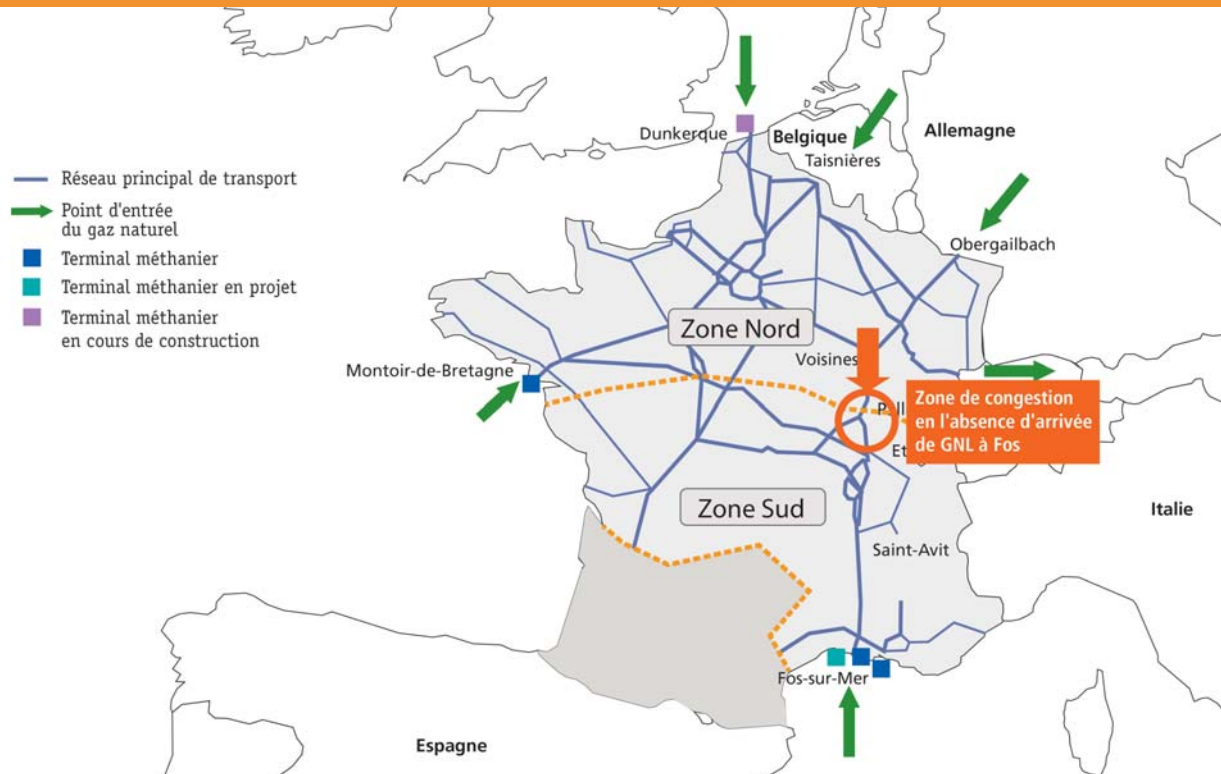 Réseau principal de transport
Point d'entrée
du gaz naturel
Terminal méthanier
Terminal méthanier en projet
Terminal méthanier
en cours de construction
Dunkerque
Belgique
Taisnières
Allemagne
Obergailbach
Zone Nord
Voisines
Montoir-de-Bretagne
Zone de congestion
en l'absence d'arrivée
de GNL à Fos
Zone Sud
Italie
Saint-Avit
Fos-sur-Mer
Espagne